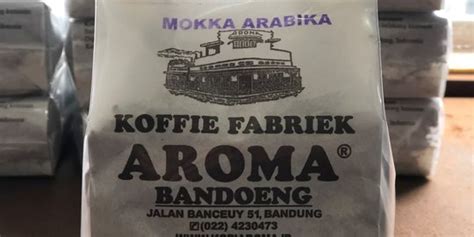 MOKKA ARABIKA
AROMA
KOFFIE FABRIEK
AROMA®
BANDOENG
JALAN BANCEUY 51, BANDUNG
(022) 4230473